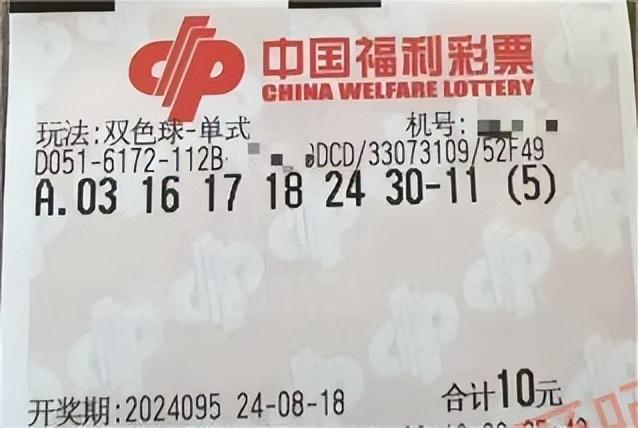 中国福利彩票
CHINA WELFARE LOTTERY
玩法:双色球-单式 机号:
D051-6172-112B DCD/33073109/52F49
A.03 16 17 18 24 30-11 (5)
开奖期:2024095 24-08-18 合计10元